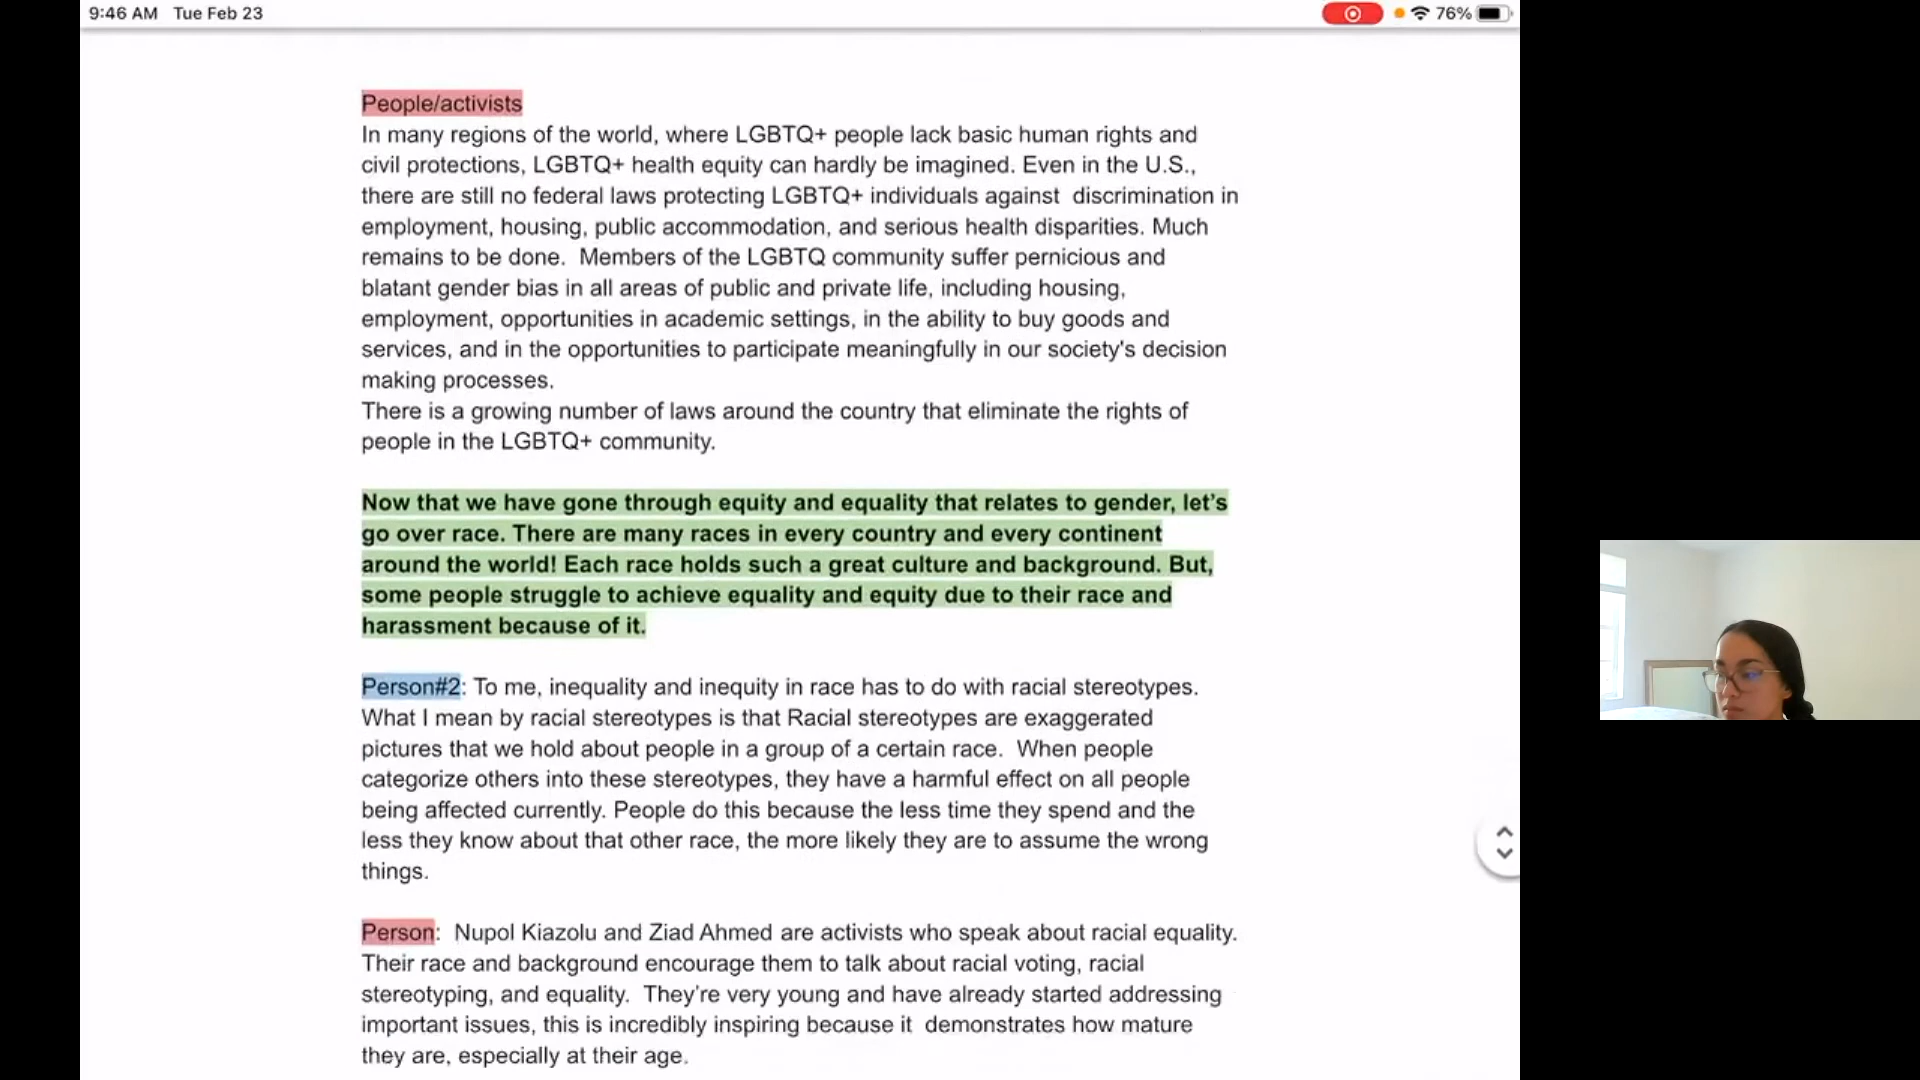 9:46 AM Tue Feb 23
76%
People/activists
In many regions of the world, where LGBTQ+ people lack basic human rights and
civil protections, LGBTQ+ health equity can hardly be imagined. Even in the U.S.,
there are still no federal laws protecting LGBTQ+ individuals against discrimination in
employment, housing, public accommodation, and serious health disparities. Much
remains to be done. Members of the LGBTQ community suffer pernicious and
blatant gender bias in all areas of public and private life, including housing,
employment, opportunities in academic settings, in the ability to buy goods and
services, and in the opportunities to participate meaningfully in our society's decision
making processes.
There is a growing number of laws around the country that eliminate the rights of
people in the LGBTQ+ community.
Now that we have gone through equity and equality that relates to gender, let's
go over race. There are many races in every country and every continent
around the world! Each race holds such a great culture and background. But,
some people struggle to achieve equality and equity due to their race and
harassment because of it.
Person#2: To me, inequality and inequity in race has to do with racial stereotypes.
What I mean by racial stereotypes is that Racial stereotypes are exaggerated
pictures that we hold about people in a group of a certain race. When people
categorize others into these stereotypes, they have a harmful effect on all people
being affected currently. People do this because the less time they spend and the
less they know about that other race, the more likely they are to assume the wrong
things.
Person: Nupol Kiazolu and Ziad Ahmed are activists who speak about racial equality.
Their race and background encourage them to talk about racial voting, racial
stereotyping, and equality. They're very young and have already started addressing
important issues, this is incredibly inspiring because it demonstrates how mature
they are, especially at their age.